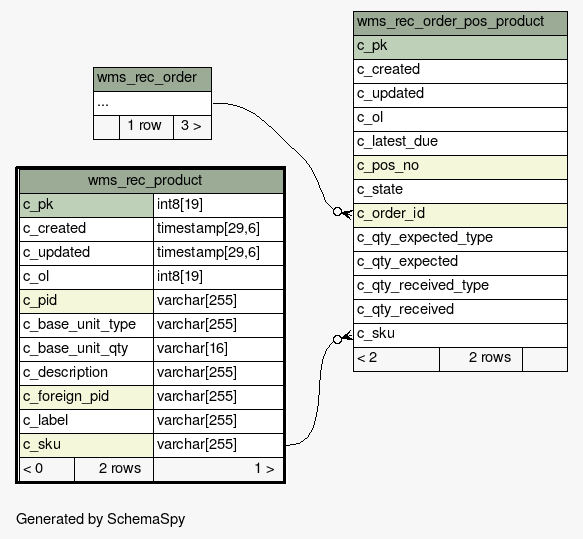 wms_rec_order
...
1 row 3 >
wms_rec_order_pos_product
c_pk
c_created
c_updated
c_ol
c_latest_due
c_pos_no
c_state
c_order_id
c_qty_expected_type
c_qty_expected
c_qty_received_type
c_qty_received
c_sku
< 2 2 rows
wms_rec_product
c_pk int8[19]
c_created timestamp[29,6]
c_updated timestamp[29,6]
c_ol int8[19]
c_pid varchar[255]
c_base_unit_type varchar[255]
c_base_unit_qty varchar[16]
c_description varchar[255]
c_foreign_pid varchar[255]
c_label varchar[255]
c_sku varchar[255]
< 0 2 rows 1 >
Generated by SchemaSpy